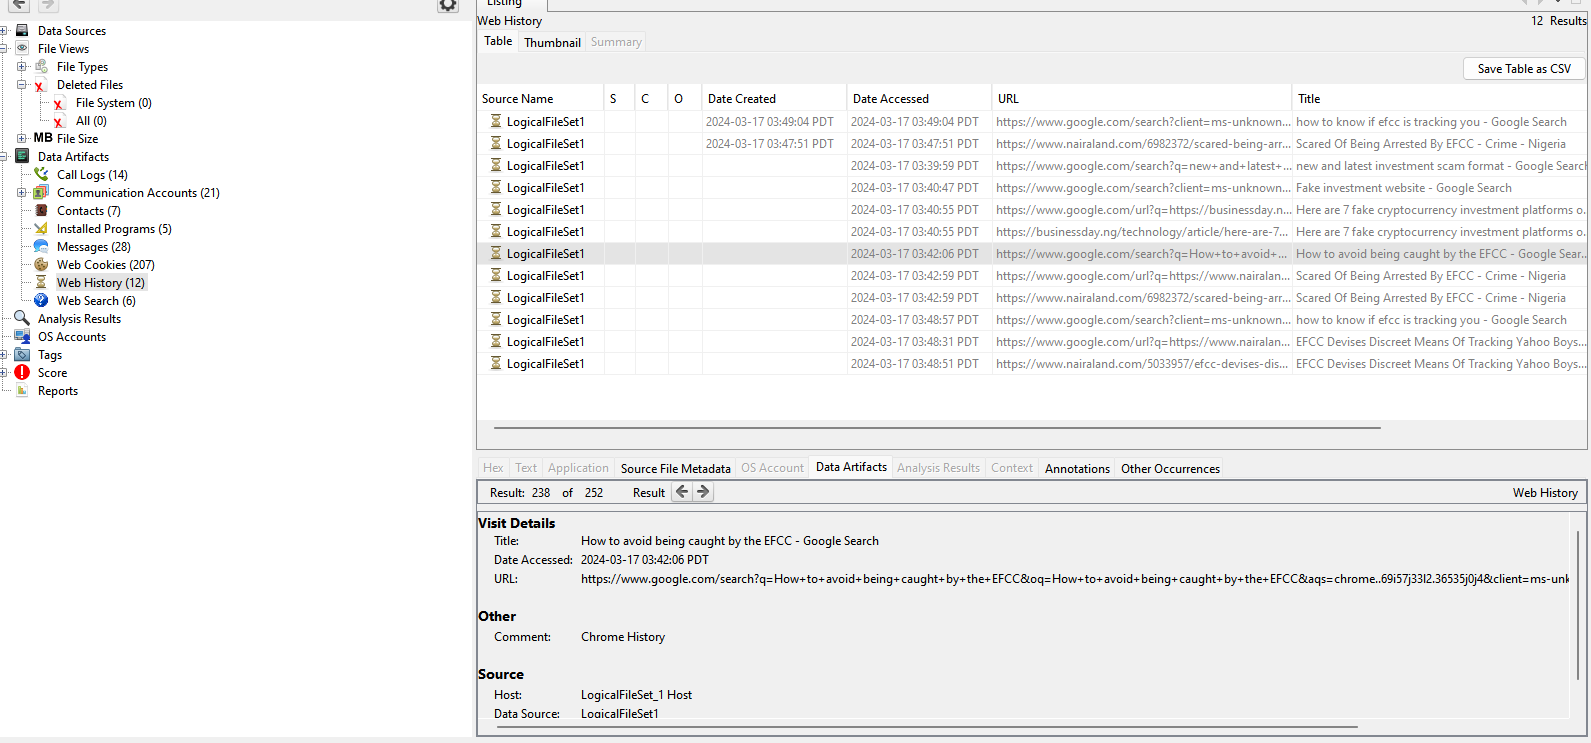 Listing
Web History 12 Results
Table Thumbnail Summary
Save Table as CSV
Data Sources
File Views
File Types
Deleted Files
File System (0)
All (0)
MB File Size
Data Artifacts
Call Logs (14)
Communication Accounts (21)
Contacts (7)
Installed Programs (5)
Messages (28)
Web Cookies (207)
Web History (12)
Web Search (6)
Analysis Results
OS Accounts
Tags
Score
Reports
Source Name S C O Date Created Date Accessed URL Title
LogicalFileSet1 2024-03-17 03:49:04 PDT 2024-03-17 03:49:04 PDT https://www.google.com/search?client=ms-unknown... how to know if efcc is tracking you - Google Search
LogicalFileSet1 2024-03-17 03:47:51 PDT 2024-03-17 03:47:51 PDT https://www.nairaland.com/6982372/scared-being-arr... Scared Of Being Arrested By EFCC - Crime - Nigeria
LogicalFileSet1 2024-03-17 03:39:59 PDT https://www.google.com/search?q=new+and+latest+... new and latest investment scam format - Google Search
LogicalFileSet1 2024-03-17 03:40:47 PDT https://www.google.com/search?client=ms-unknown... Fake investment website - Google Search
LogicalFileSet1 2024-03-17 03:40:55 PDT https://www.google.com/url?q=https://businessday.n... Here are 7 fake cryptocurrency investment platforms o...
LogicalFileSet1 2024-03-17 03:40:55 PDT https://businessday.ng/technology/article/here-are-7... Here are 7 fake cryptocurrency investment platforms o...
LogicalFileSet1 2024-03-17 03:42:06 PDT https://www.google.com/search?q=How+to+avoid+... How to avoid being caught by the EFCC - Google Sear...
LogicalFileSet1 2024-03-17 03:42:59 PDT https://www.google.com/url?q=https://www.nairalan... Scared Of Being Arrested By EFCC - Crime - Nigeria
LogicalFileSet1 2024-03-17 03:42:59 PDT https://www.nairaland.com/6982372/scared-being-arr... Scared Of Being Arrested By EFCC - Crime - Nigeria
LogicalFileSet1 2024-03-17 03:48:57 PDT https://www.google.com/search?client=ms-unknown... how to know if efcc is tracking you - Google Search
LogicalFileSet1 2024-03-17 03:48:31 PDT https://www.google.com/url?q=https://www.nairalan... EFCC Devises Discreet Means Of Tracking Yahoo Boys...
LogicalFileSet1 2024-03-17 03:48:51 PDT https://www.nairaland.com/5033957/efcc-devises-dis... EFCC Devises Discreet Means Of Tracking Yahoo Boys...
Hex Text Application Source File Metadata OS Account Data Artifacts Analysis Results Context Annotations Other Occurrences
Result: 238 of 252 Result Web History
Visit Details
Title: How to avoid being caught by the EFCC - Google Search
Date Accessed: 2024-03-17 03:42:06 PDT
URL: https://www.google.com/search?q=How+to+avoid+being+caught+by+the+EFCC&oq=How+to+avoid+being+caught+by+the+EFCC&aqs=chrome..69i57j33l2.36535j0j4&client=ms-unk
Other
Comment: Chrome History
Source
Host: LogicalFileSet_1 Host
Data Source: LogicalFileSet1